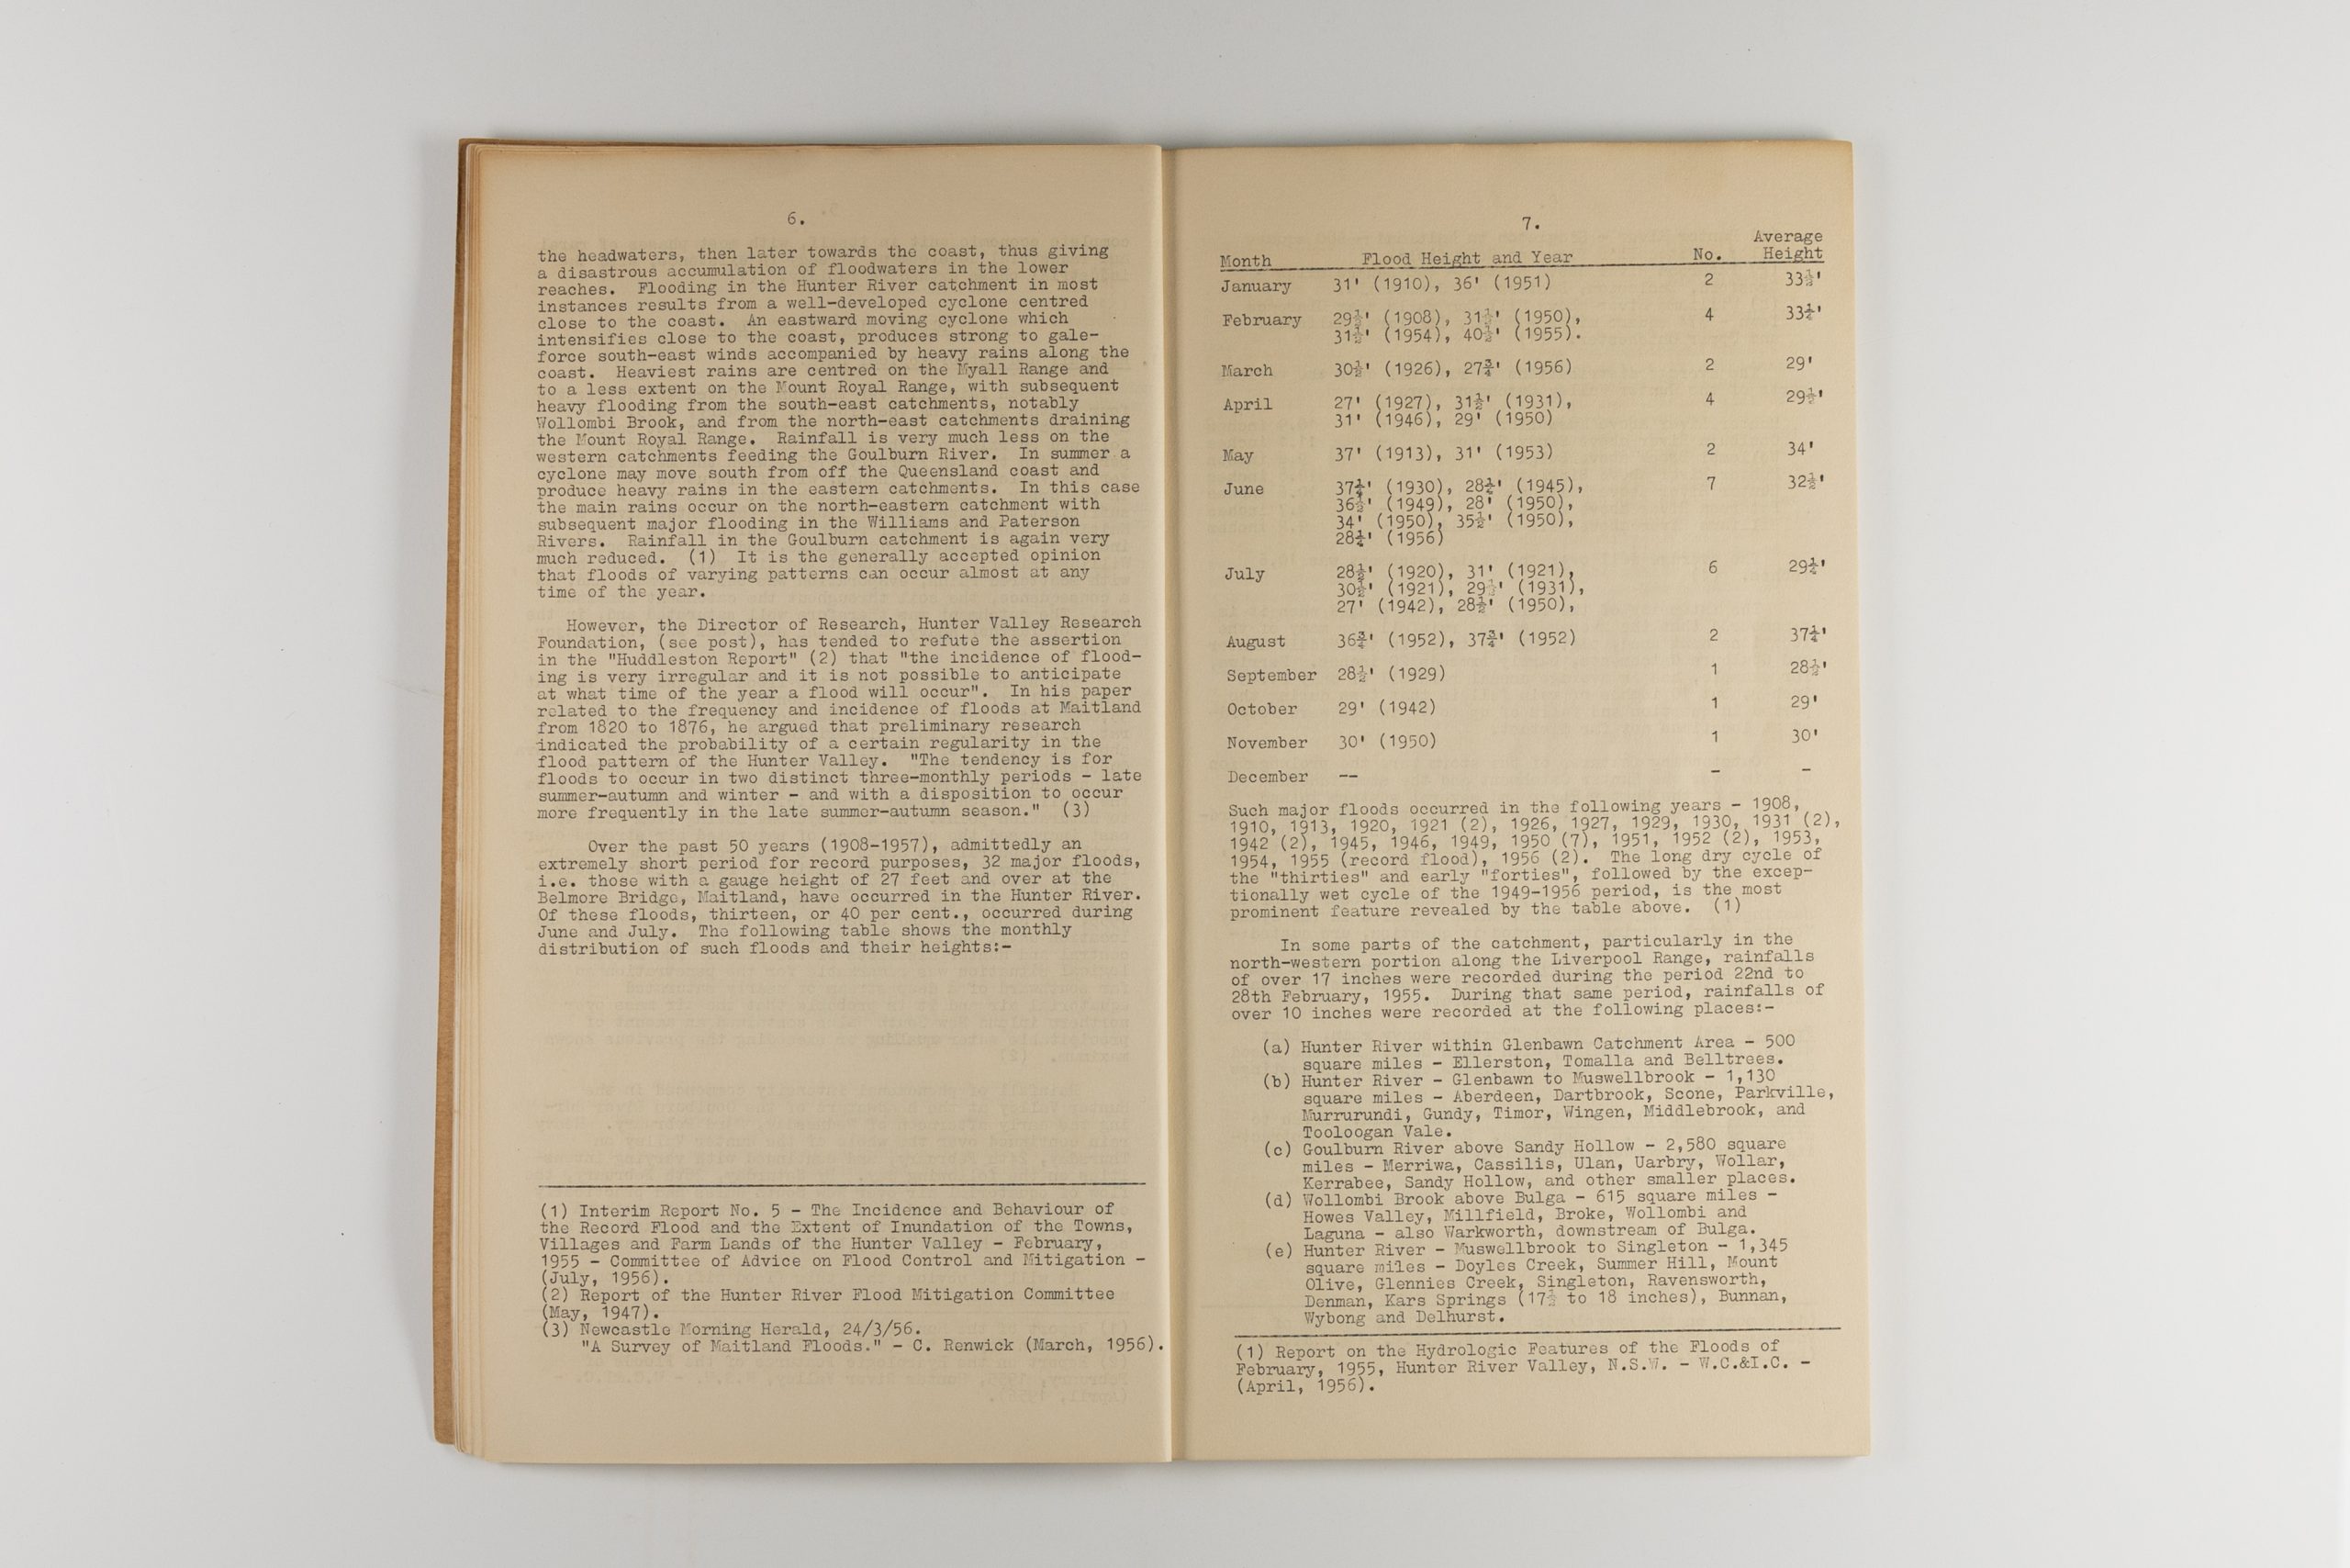 6.
the headwaters, then later towards the coast, thus giving
a disastrous accumulation of floodwaters in the lower
reaches. Flooding in the Hunter River catchment in most
instances results from a well-developed cyclone centred
close to the coast. An eastward moving cyclone which
intensifies close to the coast, produces strong to gale-
force south-east winds accompanied by heavy rains along the
coast. Heaviest rains are centred on the Myall Range and
to a less extent on the Mount Royal Range, with subsequent
heavy flooding from the south-east catchments, notably
Wollombi Brook, and from the north-east catchments draining
the Mount Royal Range. Rainfall is very much less on the
western catchments feeding the Goulburn River. In summer a
cyclone may move south from off the Queensland coast and
produce heavy rains in the eastern catchments. In this case
the main rains occur on the north-eastern catchment with
subsequent major flooding in the Williams and Paterson
Rivers. Rainfall in the Goulburn catchment is again very
much reduced. (1) It is the generally accepted opinion
that floods of varying patterns can occur almost at any
time of the year.
However, the Director of Research, Hunter Valley Research
Foundation, (see post), has tended to refute the assertion
in the "Huddleston Report" (2) that "the incidence of flood-
ing is very irregular and it is not possible to anticipate
at what time of the year a flood will occur". In his paper
related to the frequency and incidence of floods at Maitland
from 1820 to 1876, he argued that preliminary research
indicated the probability of a certain regularity in the
flood pattern of the Hunter Valley. "The tendency is for
floods to occur in two distinct three-monthly periods - late
summer-autumn and winter - and with a disposition to occur
more frequently in the late summer-autumn season." (3)
Over the past 50 years (1908-1957), admittedly an
extremely short period for record purposes, 32 major floods,
i.e. those with a gauge height of 27 feet and over at the
Belmore Bridge, Maitland, have occurred in the Hunter River.
Of these floods, thirteen, or 40 per cent., occurred during
June and July. The following table shows the monthly
distribution of such floods and their heights:-
(1) Interim Report No. 5 - The Incidence and Behaviour of
the Record Flood and the Extent of Inundation of the Towns,
Villages and Farm Lands of the Hunter Valley - February,
1955 - Committee of Advice on Flood Control and Mitigation -
(July, 1956).
(2) Report of the Hunter River Flood Mitigation Committee
(May, 1947).
(3) Newcastle Morning Herald, 24/3/56.
"A Survey of Maitland Floods." - C. Renwick (March, 1956).
7.
Average
Month Flood Height and Year No. Height
January 31' (1910), 36' (1951) 2 33½'
February 29½' (1908), 31½' (1950), 4 33¼'
31½' (1954), 40½' (1955).
March 30½' (1926), 27¾' (1956) 2 29'
April 27' (1927), 31½' (1931), 4 29½'
31' (1946), 29' (1950)
May 37' (1913), 31' (1953) 2 34'
June 37¼' (1930), 28½' (1945), 7 32½'
36½' (1949), 28' (1950),
34' (1950), 35½' (1950),
28¼' (1956)
July 28½' (1920), 31' (1921), 6 29¼'
30½' (1921), 29½' (1931),
27' (1942), 28½' (1950),
August 36¾' (1952), 37¾' (1952) 2 37¼'
September 28½' (1929) 1 28½'
October 29' (1942) 1 29'
November 30' (1950) 1 30'
December -- - -
Such major floods occurred in the following years - 1908,
1910, 1913, 1920, 1921 (2), 1926, 1927, 1929, 1930, 1931 (2),
1942 (2), 1945, 1946, 1949, 1950 (7), 1951, 1952 (2), 1953,
1954, 1955 (record flood), 1956 (2). The long dry cycle of
the "thirties" and early "forties", followed by the excep-
tionally wet cycle of the 1949-1956 period, is the most
prominent feature revealed by the table above. (1)
In some parts of the catchment, particularly in the
north-western portion along the Liverpool Range, rainfalls
of over 17 inches were recorded during the period 22nd to
28th February, 1955. During that same period, rainfalls of
over 10 inches were recorded at the following places:-
(a) Hunter River within Glenbawn Catchment Area - 500
square miles - Ellerston, Tomalla and Belltrees.
(b) Hunter River - Glenbawn to Muswellbrook - 1,130
square miles - Aberdeen, Dartbrook, Scone, Parkville,
Murrurundi, Gundy, Timor, Wingen, Middlebrook, and
Tooloogan Vale.
(c) Goulburn River above Sandy Hollow - 2,580 square
miles - Merriwa, Cassilis, Ulan, Uarbry, Wollar,
Kerrabee, Sandy Hollow, and other smaller places.
(d) Wollombi Brook above Bulga - 615 square miles -
Howes Valley, Millfield, Broke, Wollombi and
Laguna - also Warkworth, downstream of Bulga.
(e) Hunter River - Muswellbrook to Singleton - 1,345
square miles - Doyles Creek, Summer Hill, Mount
Olive, Glennies Creek, Singleton, Ravensworth,
Denman, Kars Springs (17½ to 18 inches), Bunnan,
Wybong and Delhurst.
(1) Report on the Hydrologic Features of the Floods of
February, 1955, Hunter River Valley, N.S.W. - W.C.&I.C. -
(April, 1956).